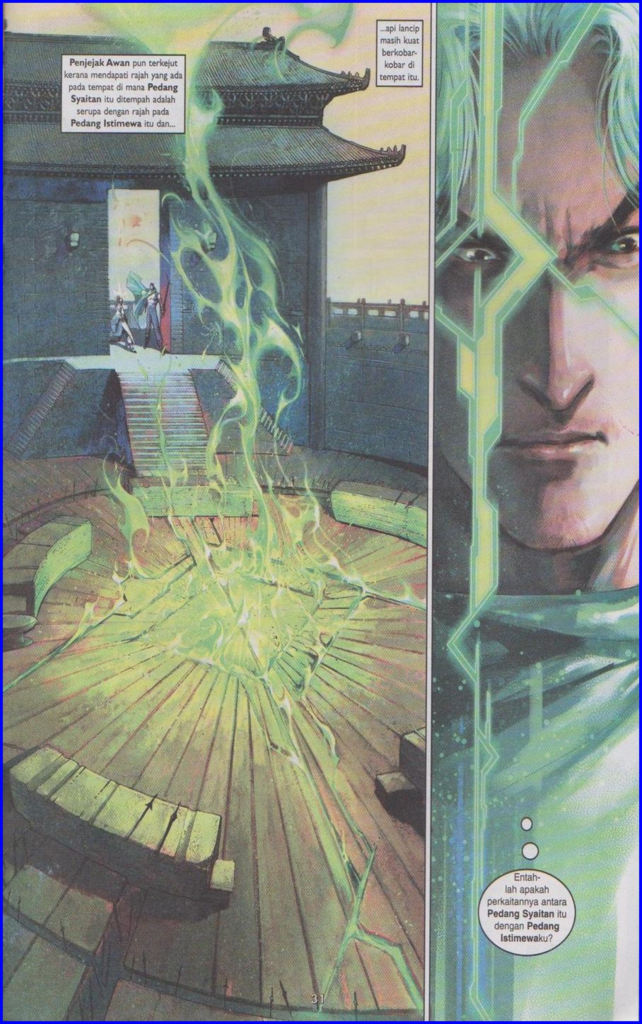 Penjejak Awan pun terkejut
kerana mendapati rajah yang ada
pada tempat di mana Pedang
Syaitan itu ditempah adalah
serupa dengan rajah pada
Pedang Istimewa itu dan...
...api lancip
masih kuat
berkobar-
kobar di
tempat itu.
Entah-
lah apakah
perkaitannya antara
Pedang Syaitan itu
dengan Pedang
Istimewaku?
31